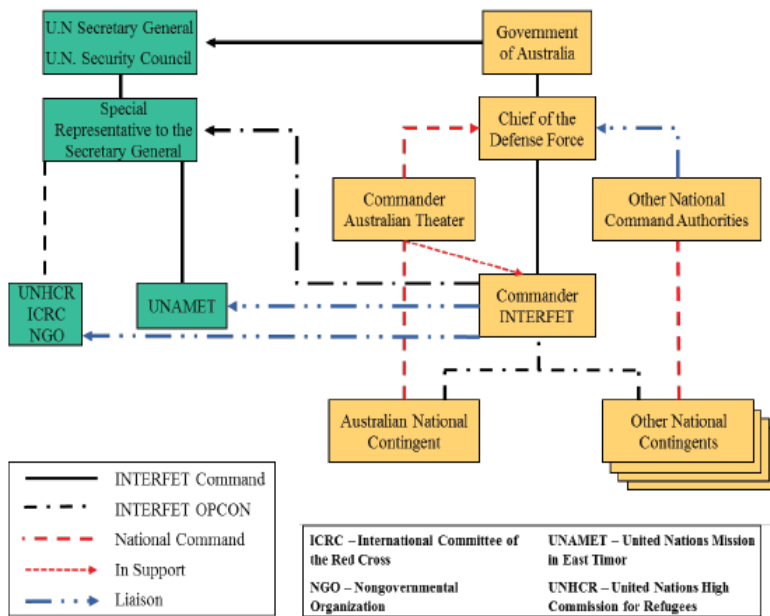 U.N Secretary General
U.N. Security Council
Government
of Australia
Special
Representative to the
Secretary General
Chief of the
Defense Force
Commander
Australian Theater
Other National
Command Authorities
UNHCR
ICRC
NGO
UNAMET
Commander
INTERFET
Australian National
Contingent
Other National
Contingents
INTERFET Command
INTERFET OPCON
National Command
In Support
Liaison
ICRC – International Committee of
the Red Cross
NGO – Nongovernmental
Organization
UNAMET – United Nations Mission
in East Timor
UNHCR – United Nations High
Commission for Refugees